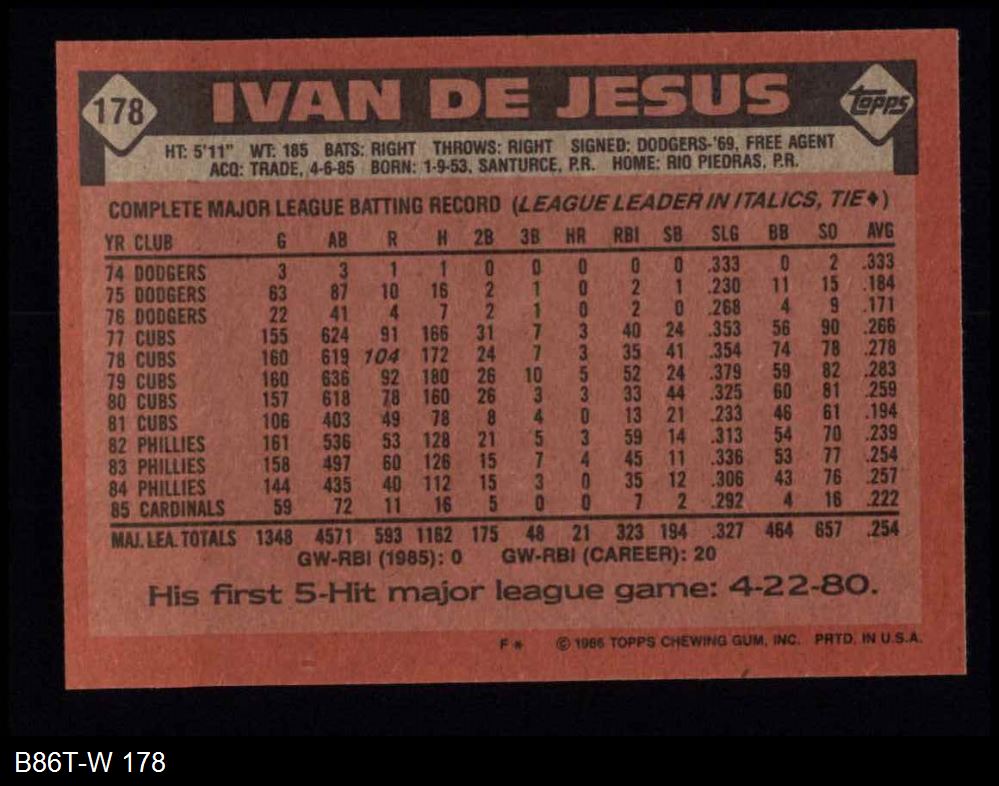 178 IVAN DE JESUS Topps
HT: 5'11" WT: 185 BATS: RIGHT THROWS: RIGHT SIGNED: DODGERS-'69, FREE AGENT
ACQ: TRADE, 4-6-85 BORN: 1-9-53, SANTURCE, P.R. HOME: RIO PIEDRAS, P.R.
COMPLETE MAJOR LEAGUE BATTING RECORD (LEAGUE LEADER IN ITALICS, TIE♦)
YR CLUB G AB R H 2B 3B HR RBI SB SLG BB SO AVG
74 DODGERS 3 3 1 1 0 0 0 0 0 .333 0 2 .333
75 DODGERS 63 87 10 16 2 1 0 2 1 .230 11 15 .184
76 DODGERS 22 41 4 7 2 1 0 2 0 .268 4 9 .171
77 CUBS 155 624 91 166 31 7 3 40 24 .353 56 90 .266
78 CUBS 160 619 104 172 24 7 3 35 41 .354 74 78 .278
79 CUBS 160 636 92 180 26 10 5 52 24 .379 59 82 .283
80 CUBS 157 618 78 160 26 3 3 33 44 .325 60 81 .259
81 CUBS 106 403 49 78 8 4 0 13 21 .233 46 61 .194
82 PHILLIES 161 536 53 128 21 5 3 59 14 .313 54 70 .239
83 PHILLIES 158 497 60 126 15 7 4 45 11 .336 53 77 .254
84 PHILLIES 144 435 40 112 15 3 0 35 12 .306 43 76 .257
85 CARDINALS 59 72 11 16 5 0 0 7 2 .292 4 16 .222
MAJ. LEA. TOTALS 1348 4571 593 1162 175 48 21 323 194 .327 464 657 .254
GW-RBI (1985): 0 GW-RBI (CAREER): 20
His first 5-Hit major league game: 4-22-80.
F* © 1986 TOPPS CHEWING GUM, INC. PRTD. IN U.S.A.
B86T-W 178